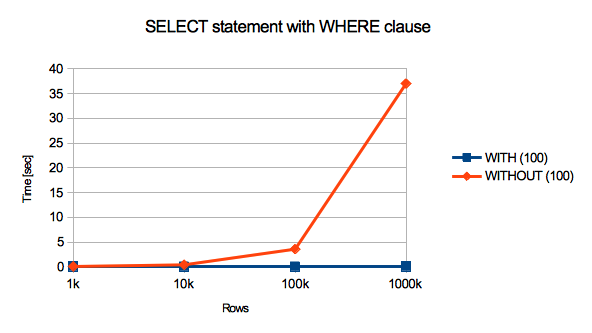 SELECT statement with WHERE clause
40
35
30
25
20
15
10
5
0
Time [sec]
1k
10k
100k
1000k
Rows
WITH (100)
WITHOUT (100)